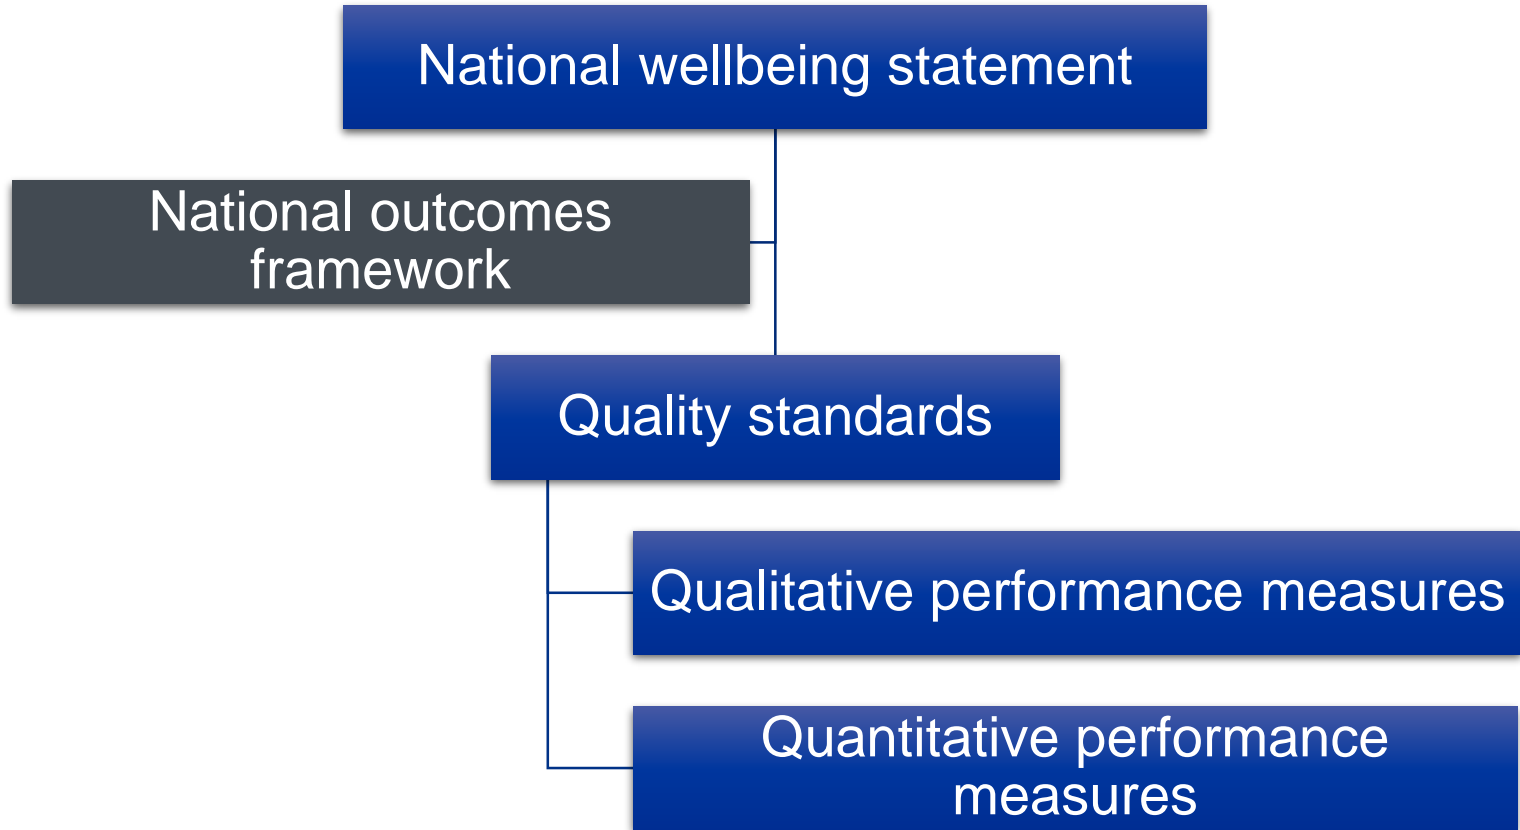 National wellbeing statement
National outcomes
framework
Quality standards
Qualitative performance measures
Quantitative performance
measures